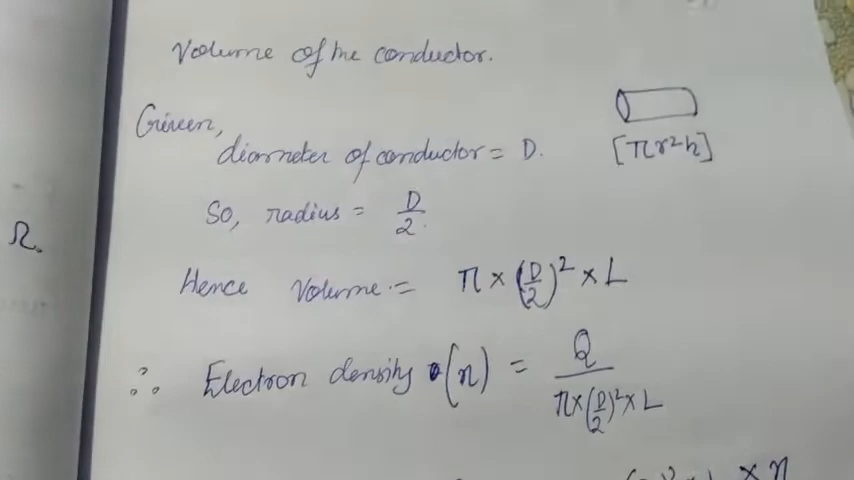 Volume of the conductor.
Given,
diameter of conductor = D.
[πr²h]
So, radius = D/2.
Ω.
Hence Volume = π × (D/2)² × L
∴ Electron density (n) = Q / π×(D/2)²×L
× n